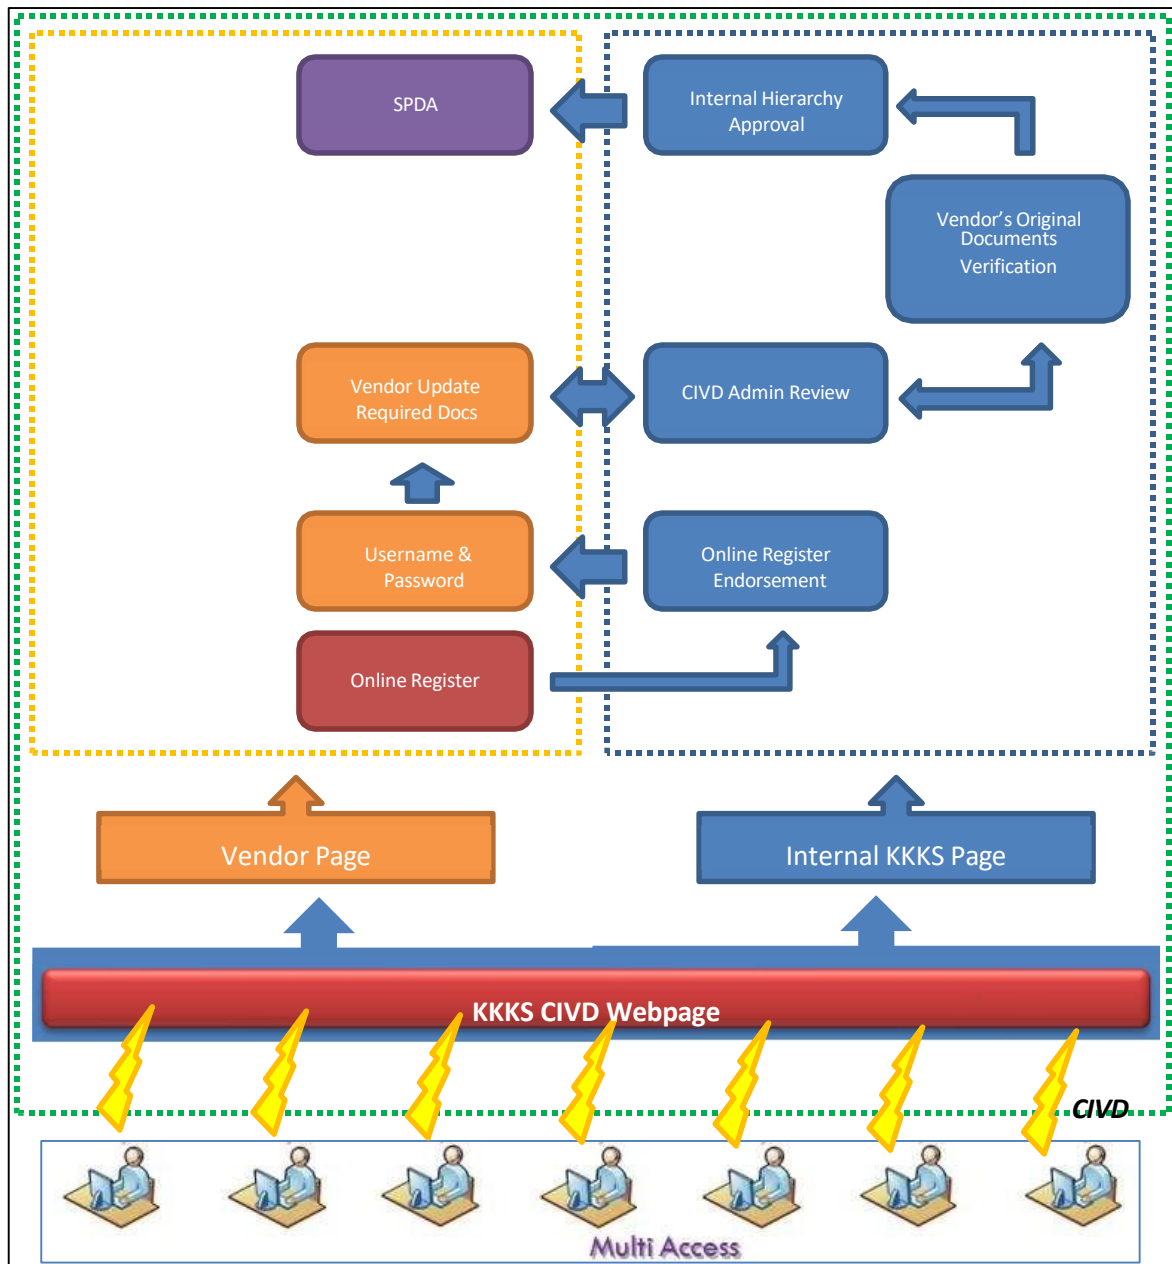 SPDA
Internal Hierarchy
Approval
Vendor’s Original
Documents
Verification
Vendor Update
Required Docs
CIVD Admin Review
Username &
Password
Online Register
Endorsement
Online Register
Vendor Page
Internal KKKS Page
KKKS CIVD Webpage
CIVD
Multi Access